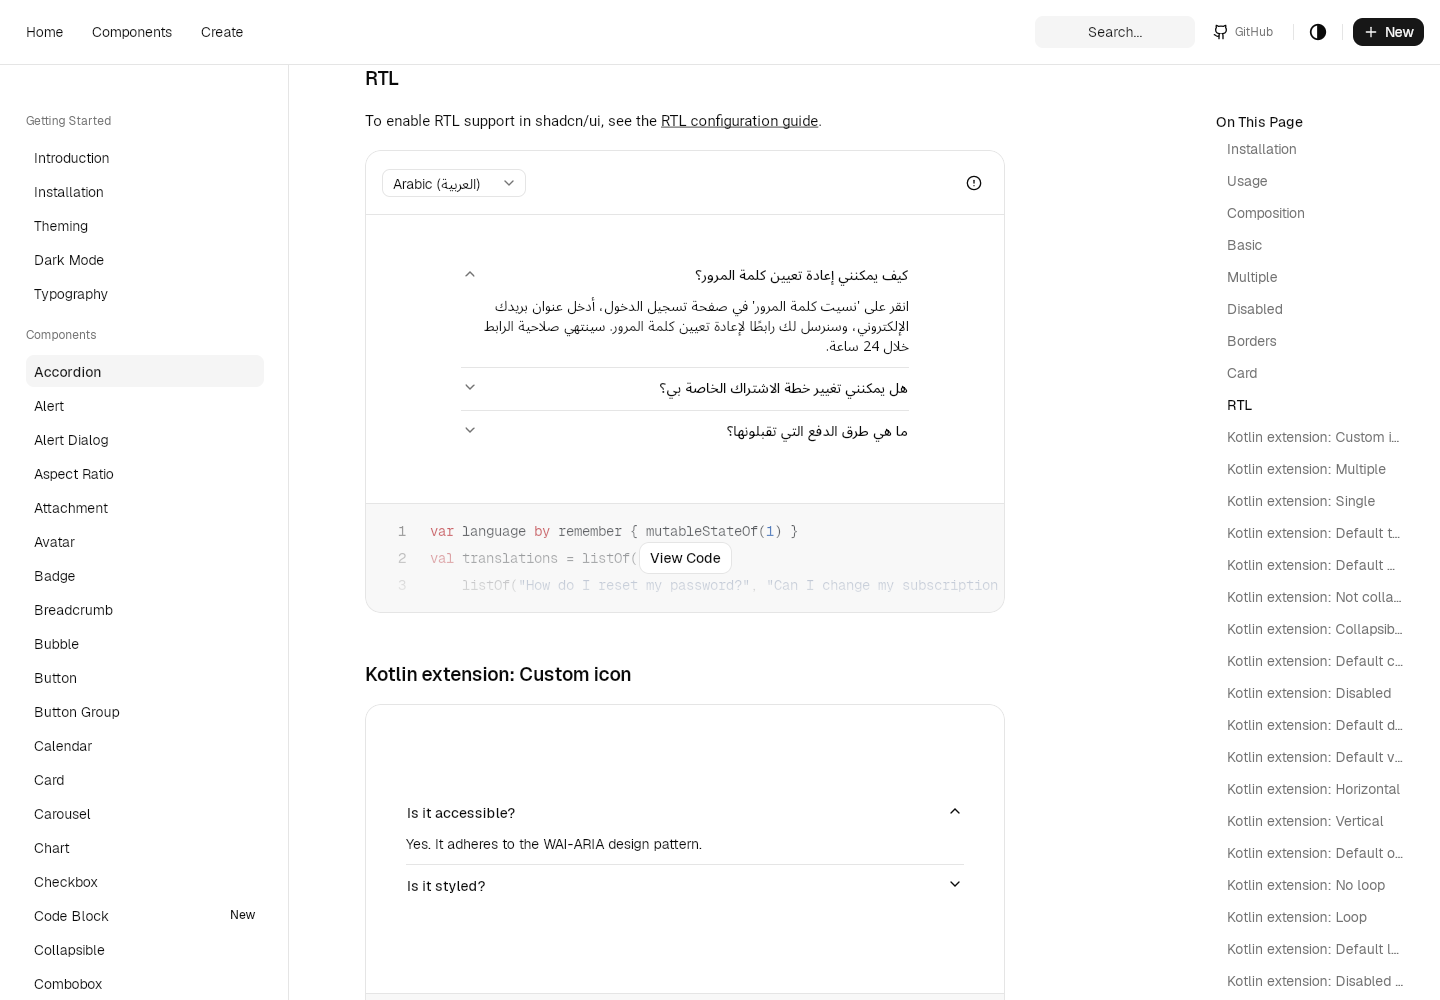 Home
Components
Create
Search...
GitHub
New
Getting Started
Introduction
Installation
Theming
Dark Mode
Typography
Components
Accordion
Alert
Alert Dialog
Aspect Ratio
Attachment
Avatar
Badge
Breadcrumb
Bubble
Button
Button Group
Calendar
Card
Carousel
Chart
Checkbox
Code Block
New
Collapsible
Combobox
RTL
To enable RTL support in shadcn/ui, see the RTL configuration guide.
Arabic (العربية)
كيف يمكنني إعادة تعيين كلمة المرور؟
انقر على 'نسيت كلمة المرور' في صفحة تسجيل الدخول، أدخل عنوان بريدك
الإلكتروني، وسنرسل لك رابطًا لإعادة تعيين كلمة المرور. سينتهي صلاحية الرابط
خلال 24 ساعة.
هل يمكنني تغيير خطة الاشتراك الخاصة بي؟
ما هي طرق الدفع التي تقبلونها؟
1 var language by remember { mutableStateOf(1) }
2 val translations = listOf(
View Code
3 listOf("How do I reset my password?", "Can I change my subscription
Kotlin extension: Custom icon
Is it accessible?
Yes. It adheres to the WAI-ARIA design pattern.
Is it styled?
On This Page
Installation
Usage
Composition
Basic
Multiple
Disabled
Borders
Card
RTL
Kotlin extension: Custom i...
Kotlin extension: Multiple
Kotlin extension: Single
Kotlin extension: Default t...
Kotlin extension: Default ...
Kotlin extension: Not colla...
Kotlin extension: Collapsib...
Kotlin extension: Default c...
Kotlin extension: Disabled
Kotlin extension: Default d...
Kotlin extension: Default v...
Kotlin extension: Horizontal
Kotlin extension: Vertical
Kotlin extension: Default o...
Kotlin extension: No loop
Kotlin extension: Loop
Kotlin extension: Default l...
Kotlin extension: Disabled ...